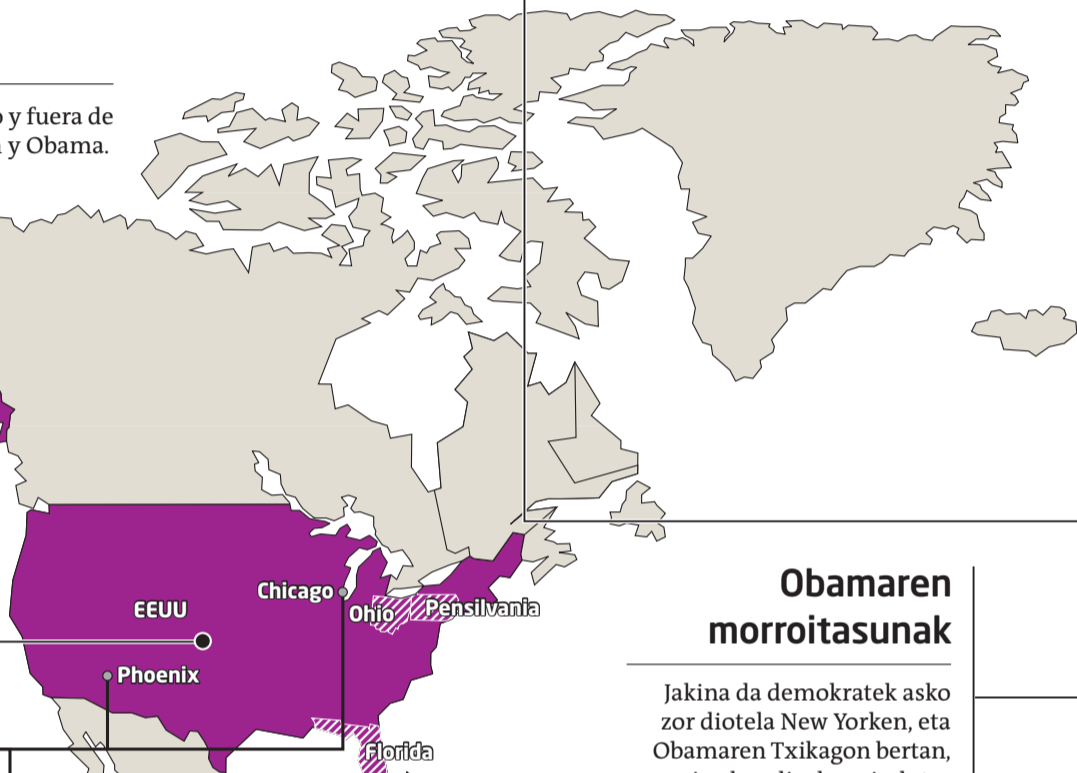 y fuera de
y Obama.
Chicago
EEUU
Ohio
Pensilvania
Phoenix
Florida
Obamaren
morroitasunak
Jakina da demokratek asko
zor diotela New Yorken, eta
Obamaren Txikagon bertan,